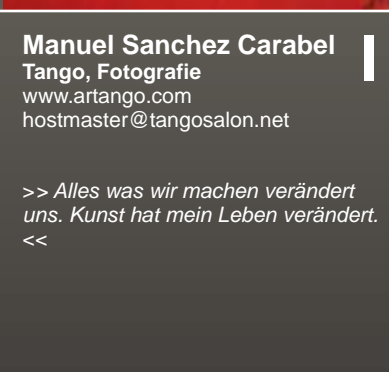 Manuel Sanchez Carabel
Tango, Fotografie
www.artango.com
hostmaster@tangosalon.net
>> Alles was wir machen verändert
uns. Kunst hat mein Leben verändert.
<<